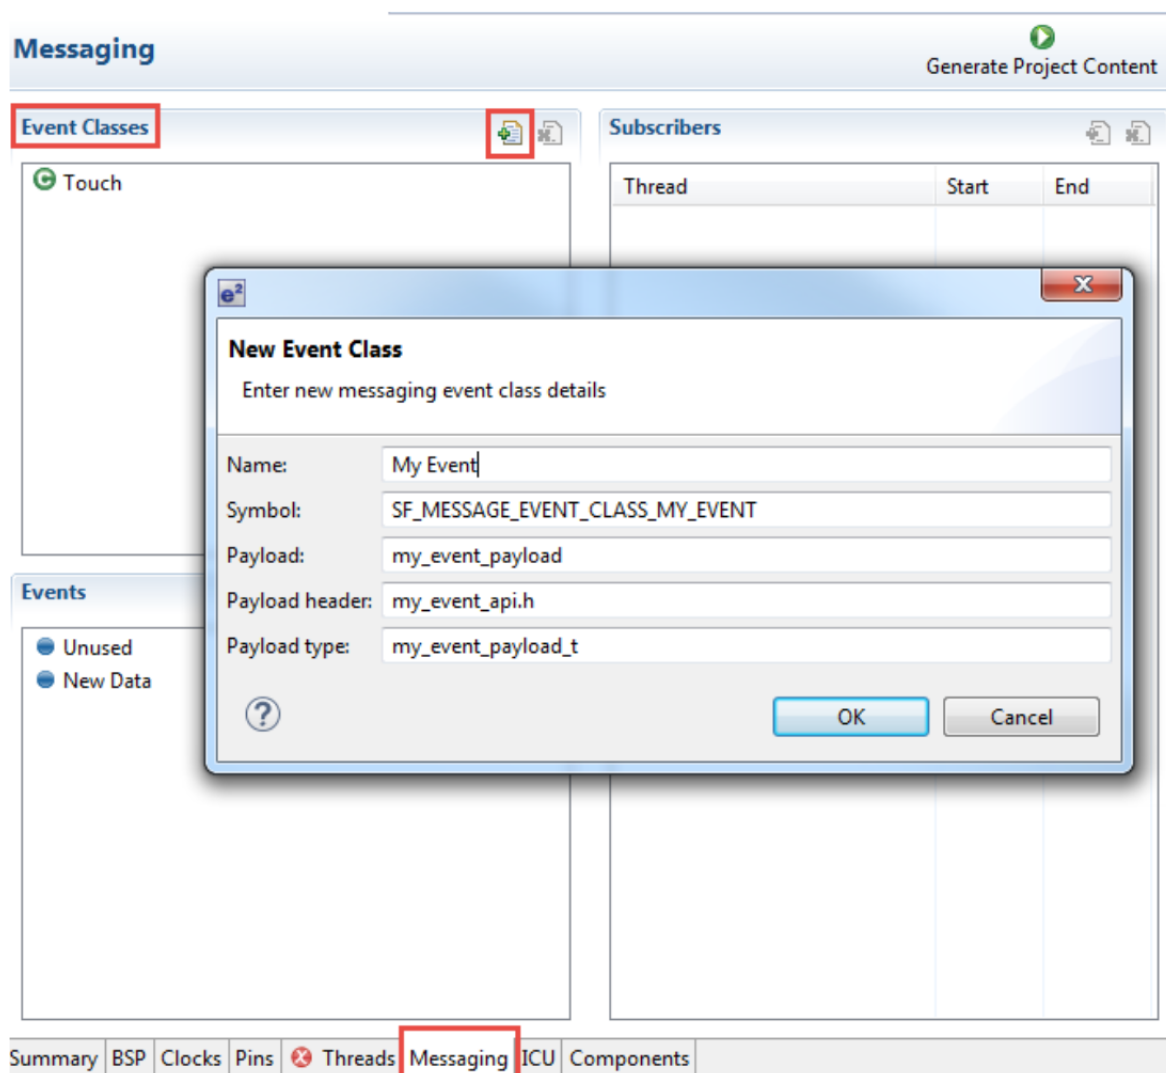 Messaging
Generate Project Content
Event Classes
Subscribers
Touch
Thread Start End
e²
New Event Class
Enter new messaging event class details
Name: My Event
Symbol: SF_MESSAGE_EVENT_CLASS_MY_EVENT
Payload: my_event_payload
Payload header: my_event_api.h
Payload type: my_event_payload_t
OK Cancel
Events
Unused
New Data
Summary BSP Clocks Pins Threads Messaging ICU Components